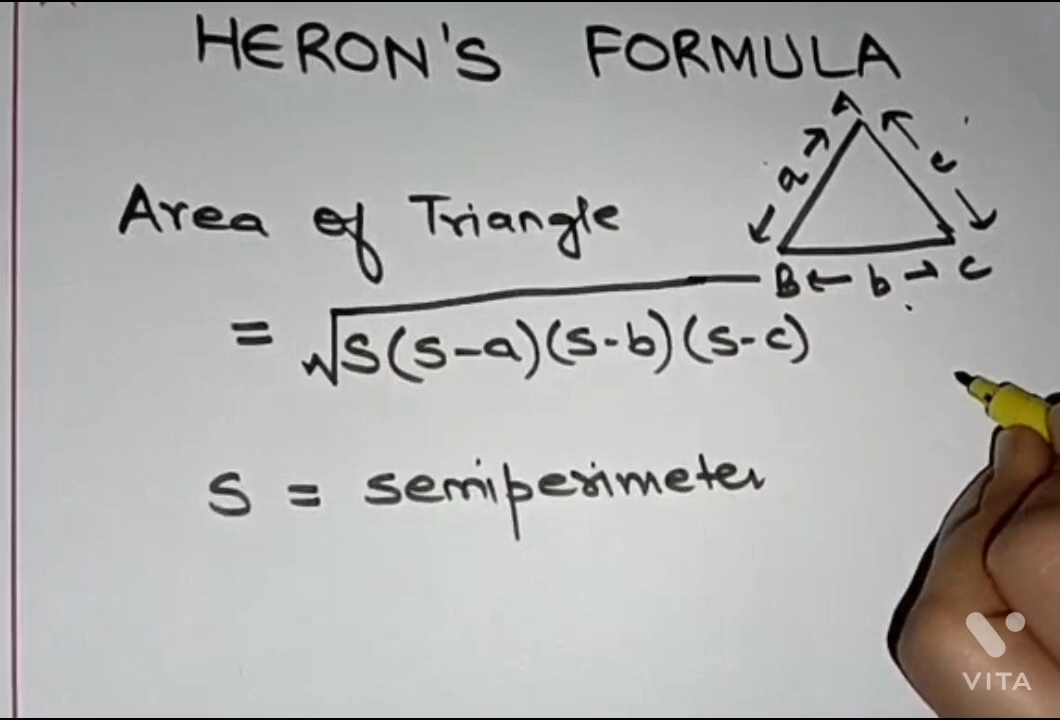 HERON'S FORMULA
A
a
c
Area of Triangle
B ← b → C
= √S(S-a)(S-b)(S-c)
S = semiperimeter
VITA